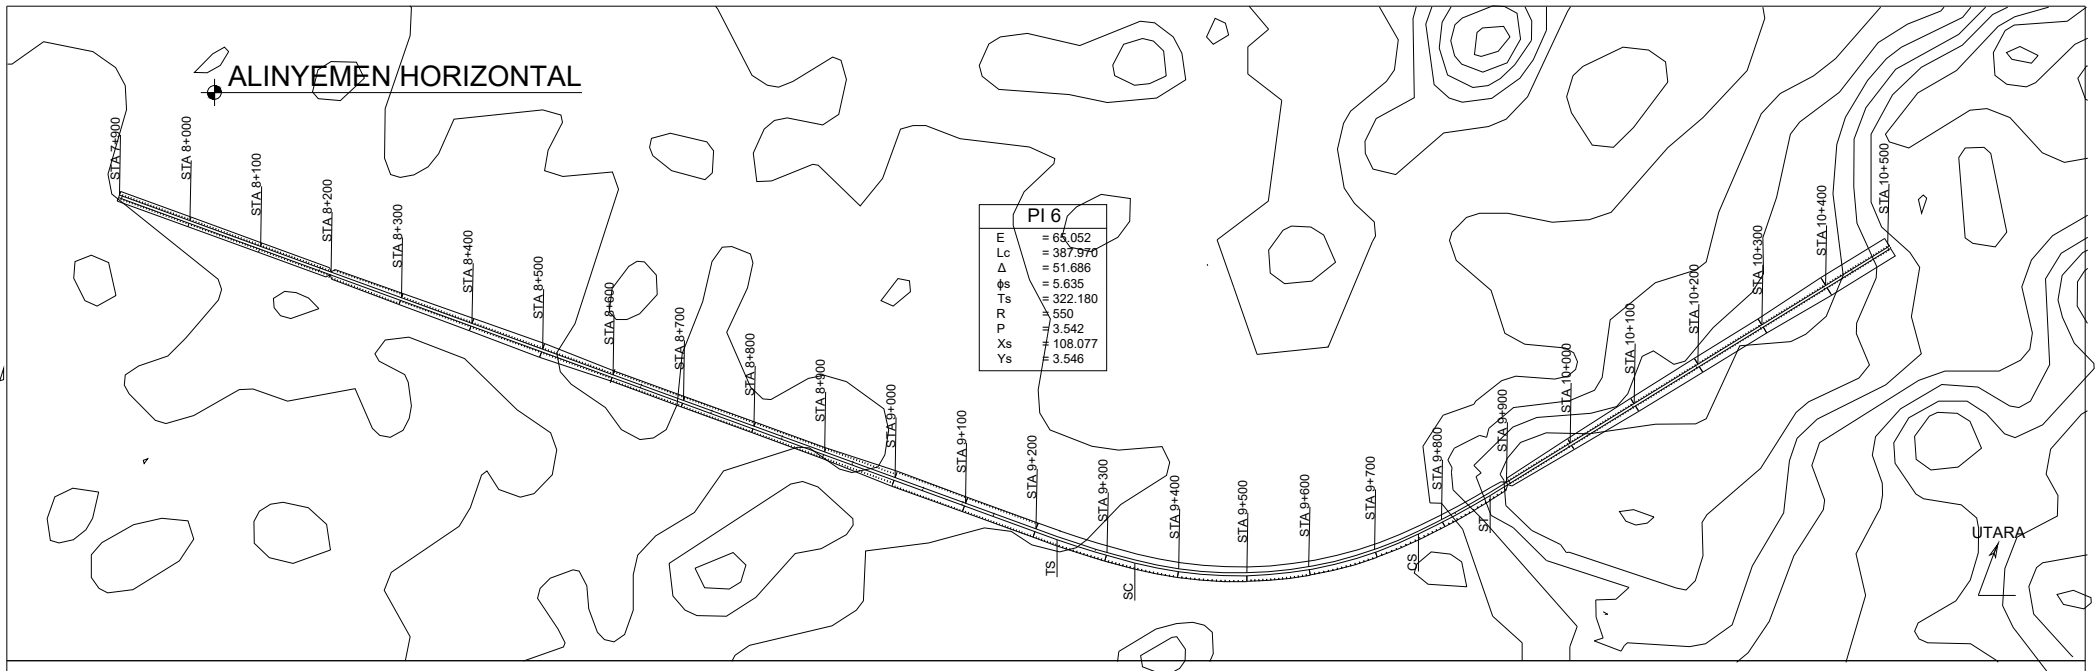 ALINYEMEN HORIZONTAL
STA 7+900
STA 8+000
STA 8+100
STA 8+200
STA 8+300
STA 8+400
STA 8+500
STA 8+600
STA 8+700
STA 8+800
STA 8+900
STA 9+000
STA 9+100
STA 9+200
STA 9+300
STA 9+400
STA 9+500
STA 9+600
STA 9+700
STA 9+800
STA 9+900
STA 10+000
STA 10+100
STA 10+200
STA 10+300
STA 10+400
STA 10+500
PI 6
E = 65.052
Lc = 387.970
Δ = 51.686
ϕs = 5.635
Ts = 322.180
R = 550
P = 3.542
Xs = 108.077
Ys = 3.546
TS
SC
CS
ST
UTARA